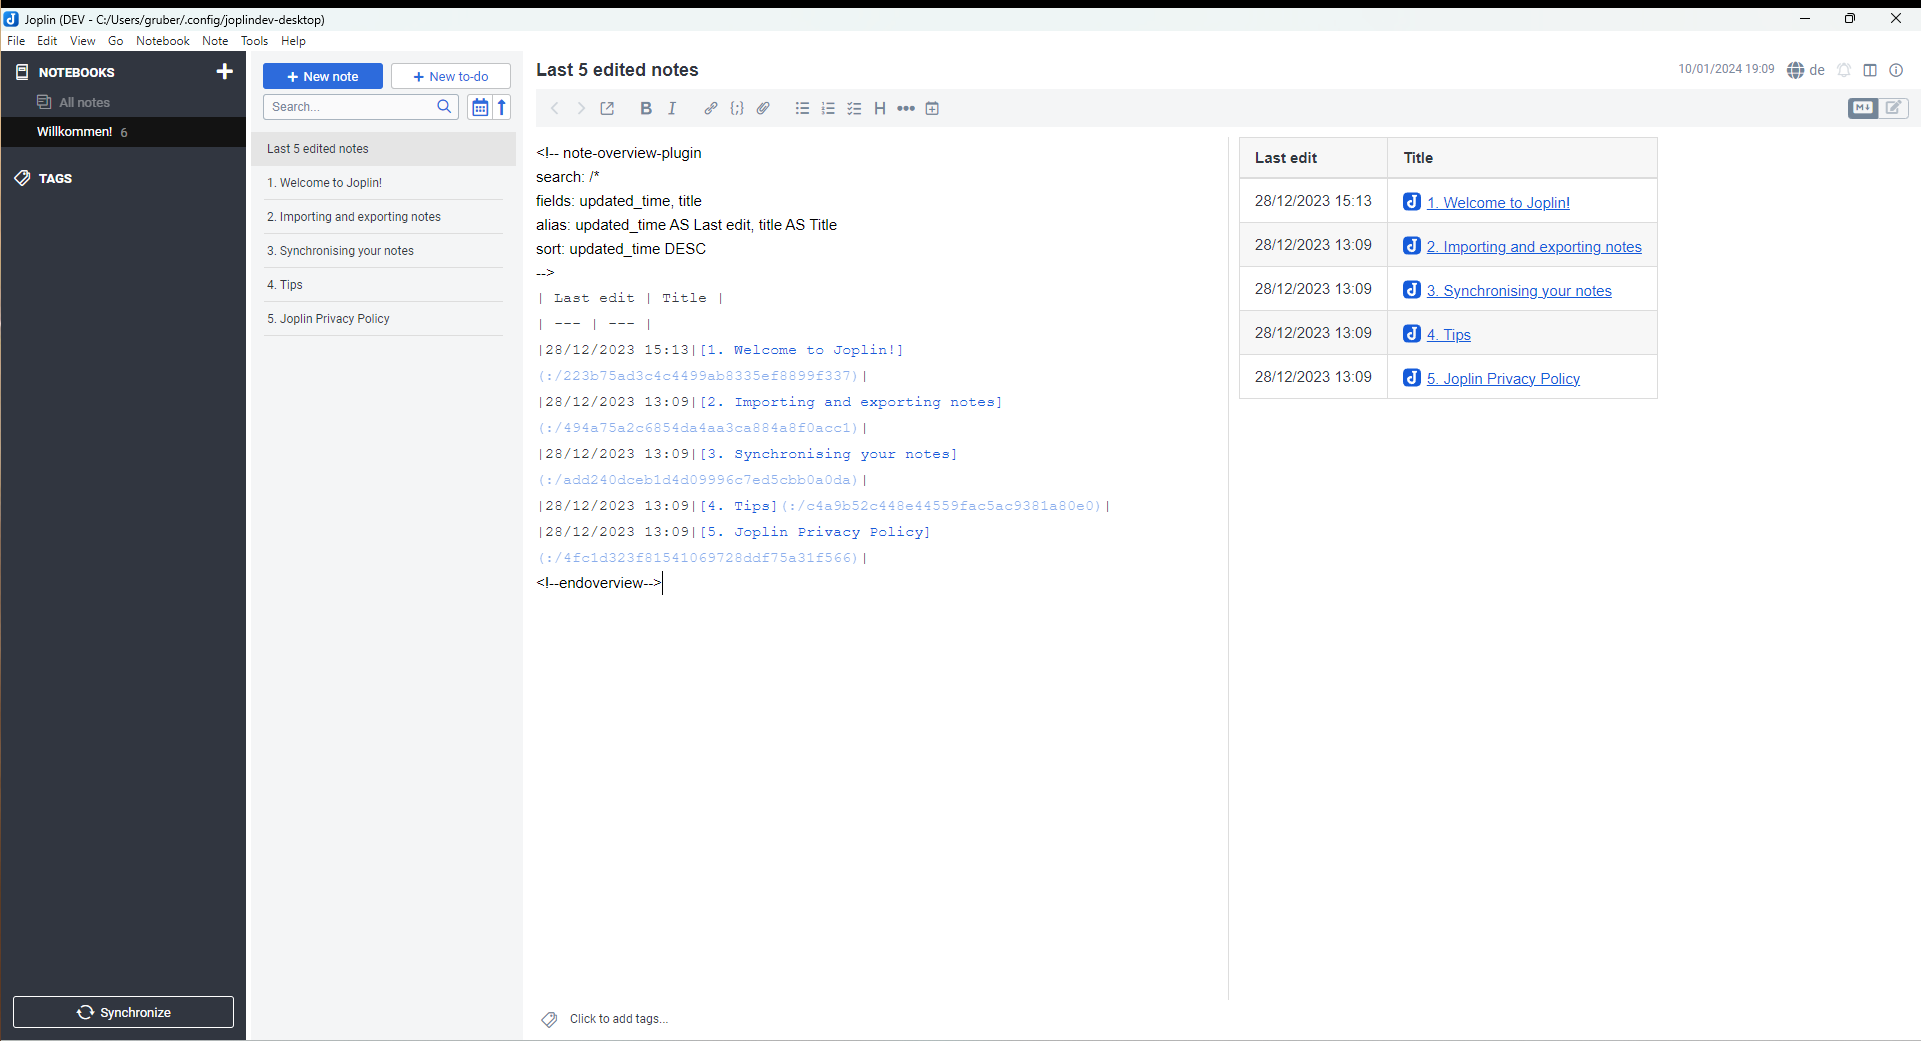 Joplin (DEV - C:/Users/gruber/.config/joplindev-desktop)
File Edit View Go Notebook Note Tools Help
NOTEBOOKS
All notes
Willkommen! 6
TAGS
Synchronize
New note
New to-do
Search...
Last 5 edited notes
1. Welcome to Joplin!
2. Importing and exporting notes
3. Synchronising your notes
4. Tips
5. Joplin Privacy Policy
Last 5 edited notes
10/01/2024 19:09 de
<!-- note-overview-plugin
search: /*
fields: updated_time, title
alias: updated_time AS Last edit, title AS Title
sort: updated_time DESC
-->
| Last edit | Title |
| --- | --- |
|28/12/2023 15:13|[1. Welcome to Joplin!]
(:/223b75ad3c4c4499ab8335ef8899f337)|
|28/12/2023 13:09|[2. Importing and exporting notes]
(:/494a75a2c6854da4aa3ca884a8f0acc1)|
|28/12/2023 13:09|[3. Synchronising your notes]
(:/add240dceb1d4d09996c7ed5cbb0a0da)|
|28/12/2023 13:09|[4. Tips](:/c4a9b52c448e44559fac5ac9381a80e0)|
|28/12/2023 13:09|[5. Joplin Privacy Policy]
(:/4fc1d323f81541069728ddf75a31f566)|
<!--endoverview-->
Last edit Title
28/12/2023 15:13 1. Welcome to Joplin!
28/12/2023 13:09 2. Importing and exporting notes
28/12/2023 13:09 3. Synchronising your notes
28/12/2023 13:09 4. Tips
28/12/2023 13:09 5. Joplin Privacy Policy
Click to add tags...